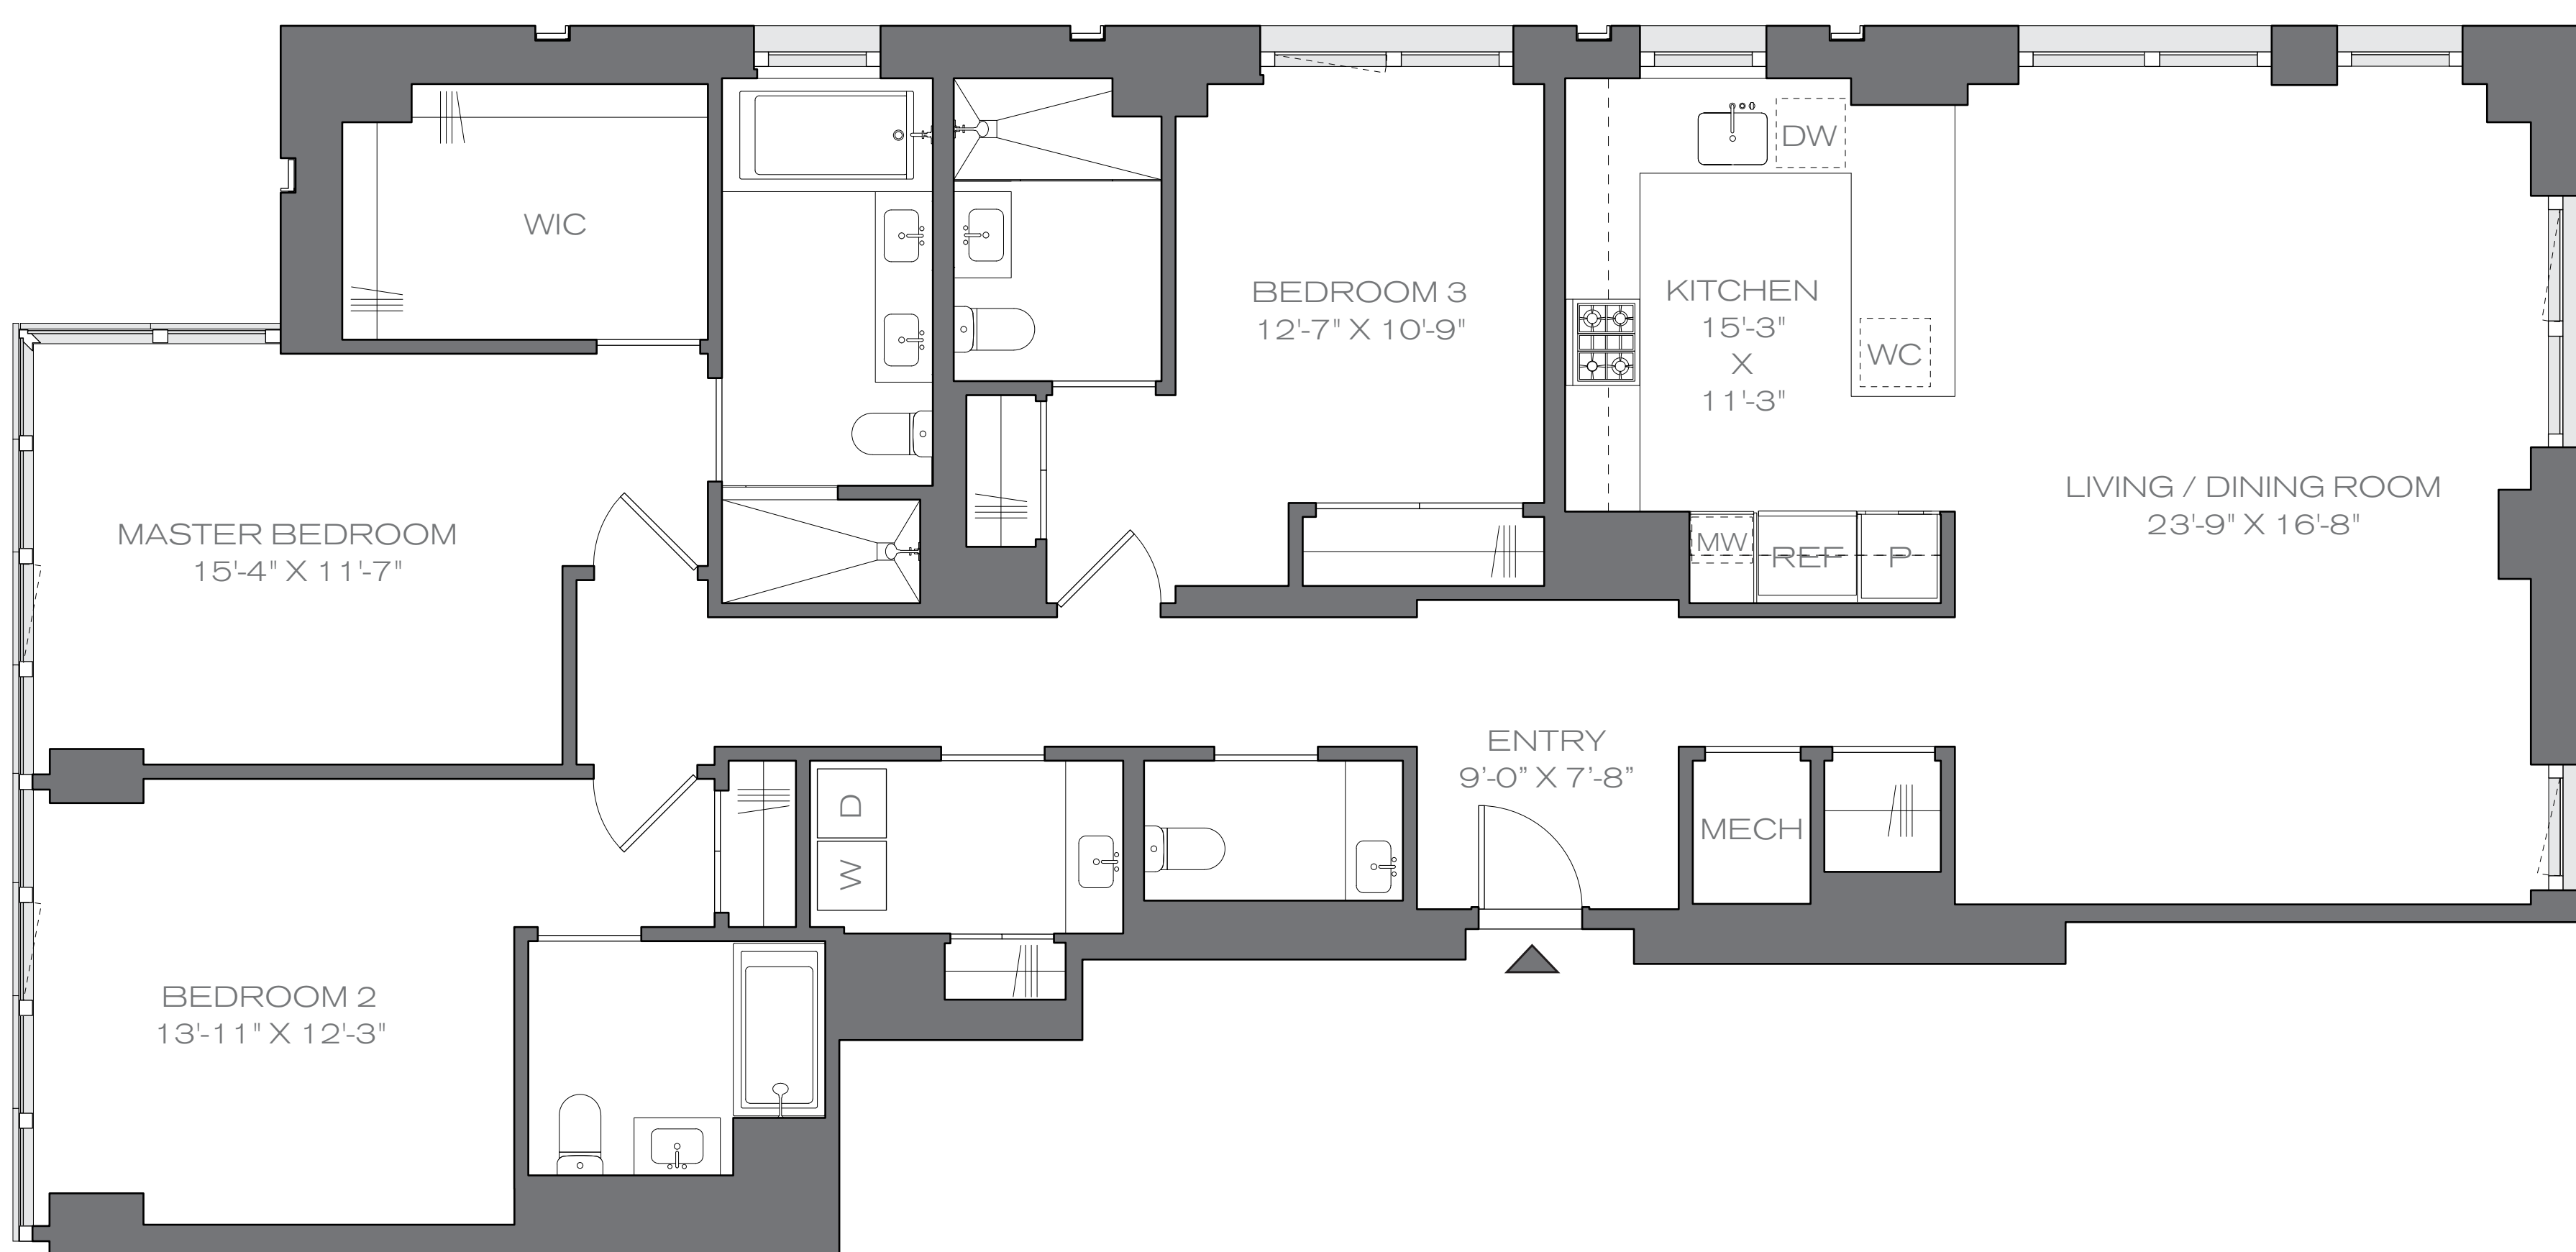 WIC
DW
BEDROOM 3
12'-7" X 10'-9"
KITCHEN
15'-3"
X
11'-3"
WC
LIVING / DINING ROOM
23'-9" X 16'-8"
MASTER BEDROOM
15'-4" X 11'-7"
MW
REF
P
ENTRY
9'-0” X 7’-8”
D
W
MECH
BEDROOM 2
13'-11" X 12'-3"